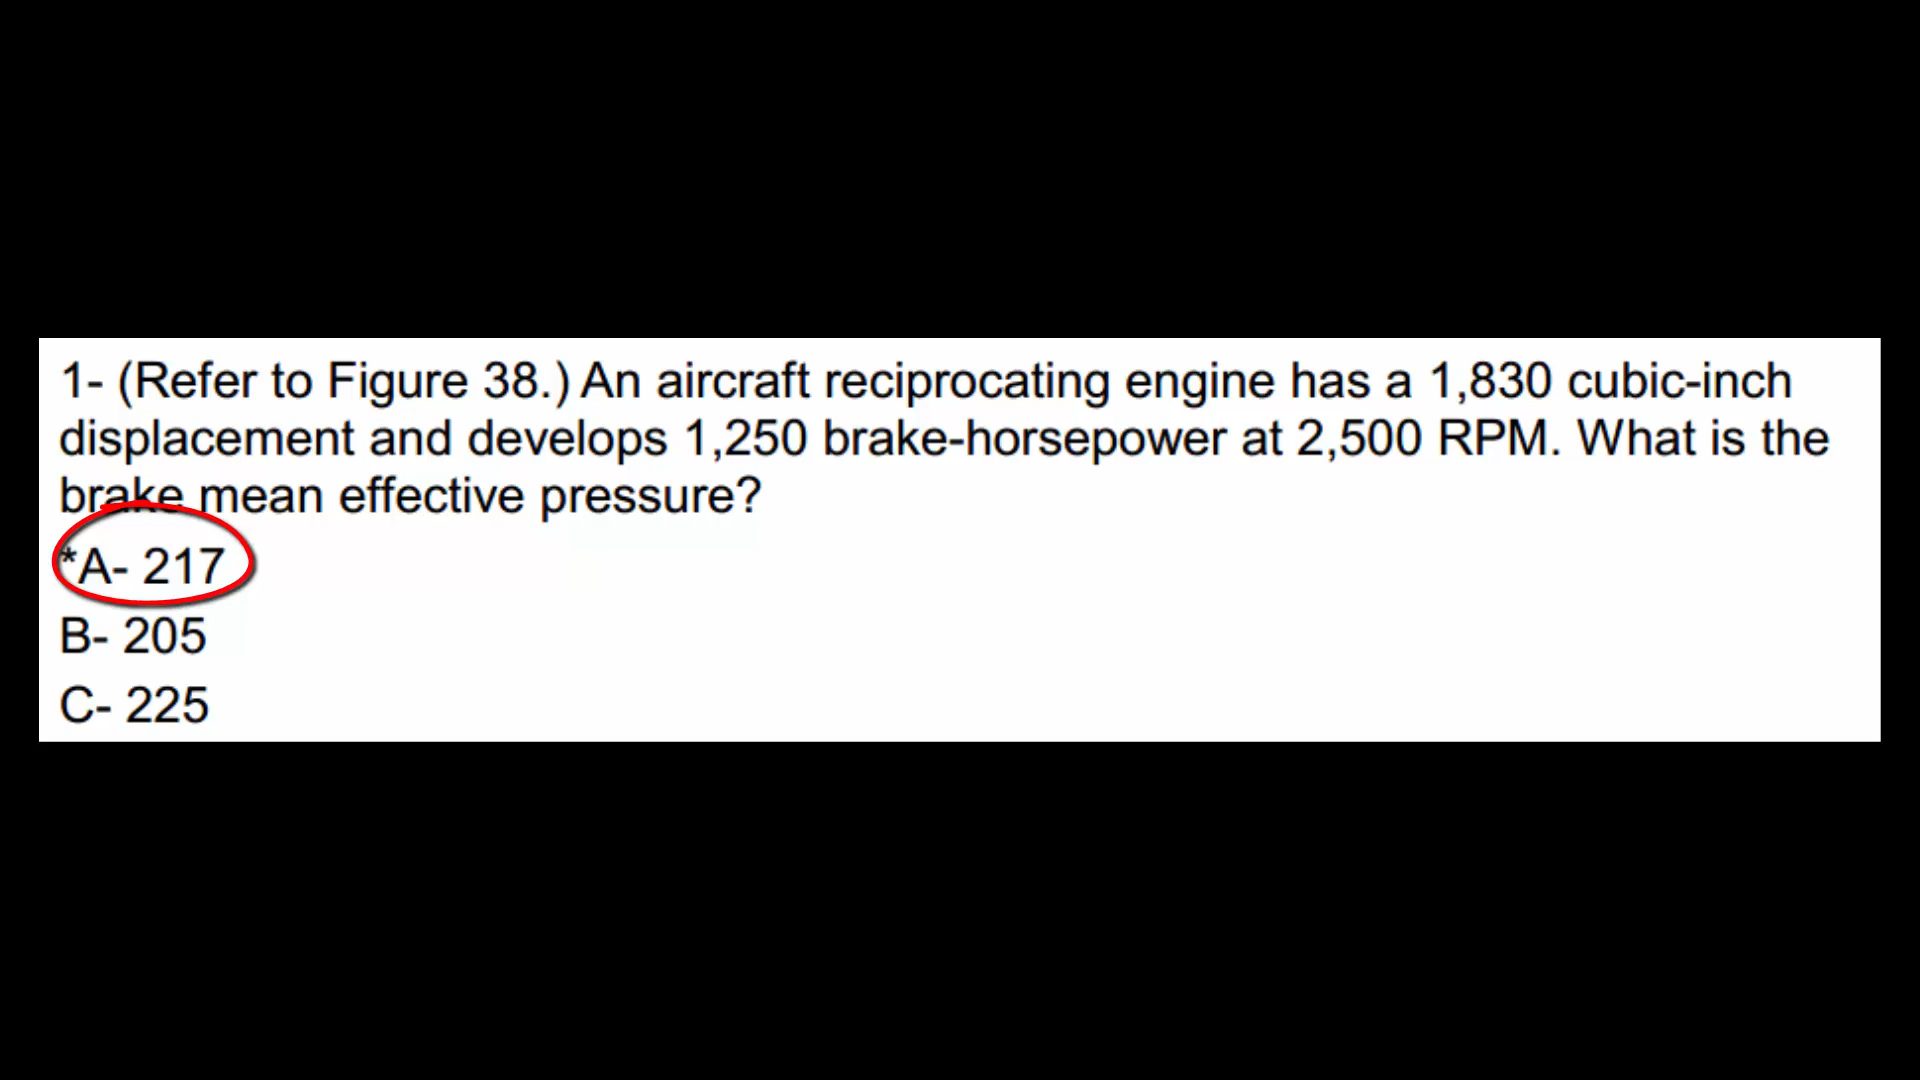 1- (Refer to Figure 38.) An aircraft reciprocating engine has a 1,830 cubic-inch
displacement and develops 1,250 brake-horsepower at 2,500 RPM. What is the
brake mean effective pressure?
*A- 217
B- 205
C- 225